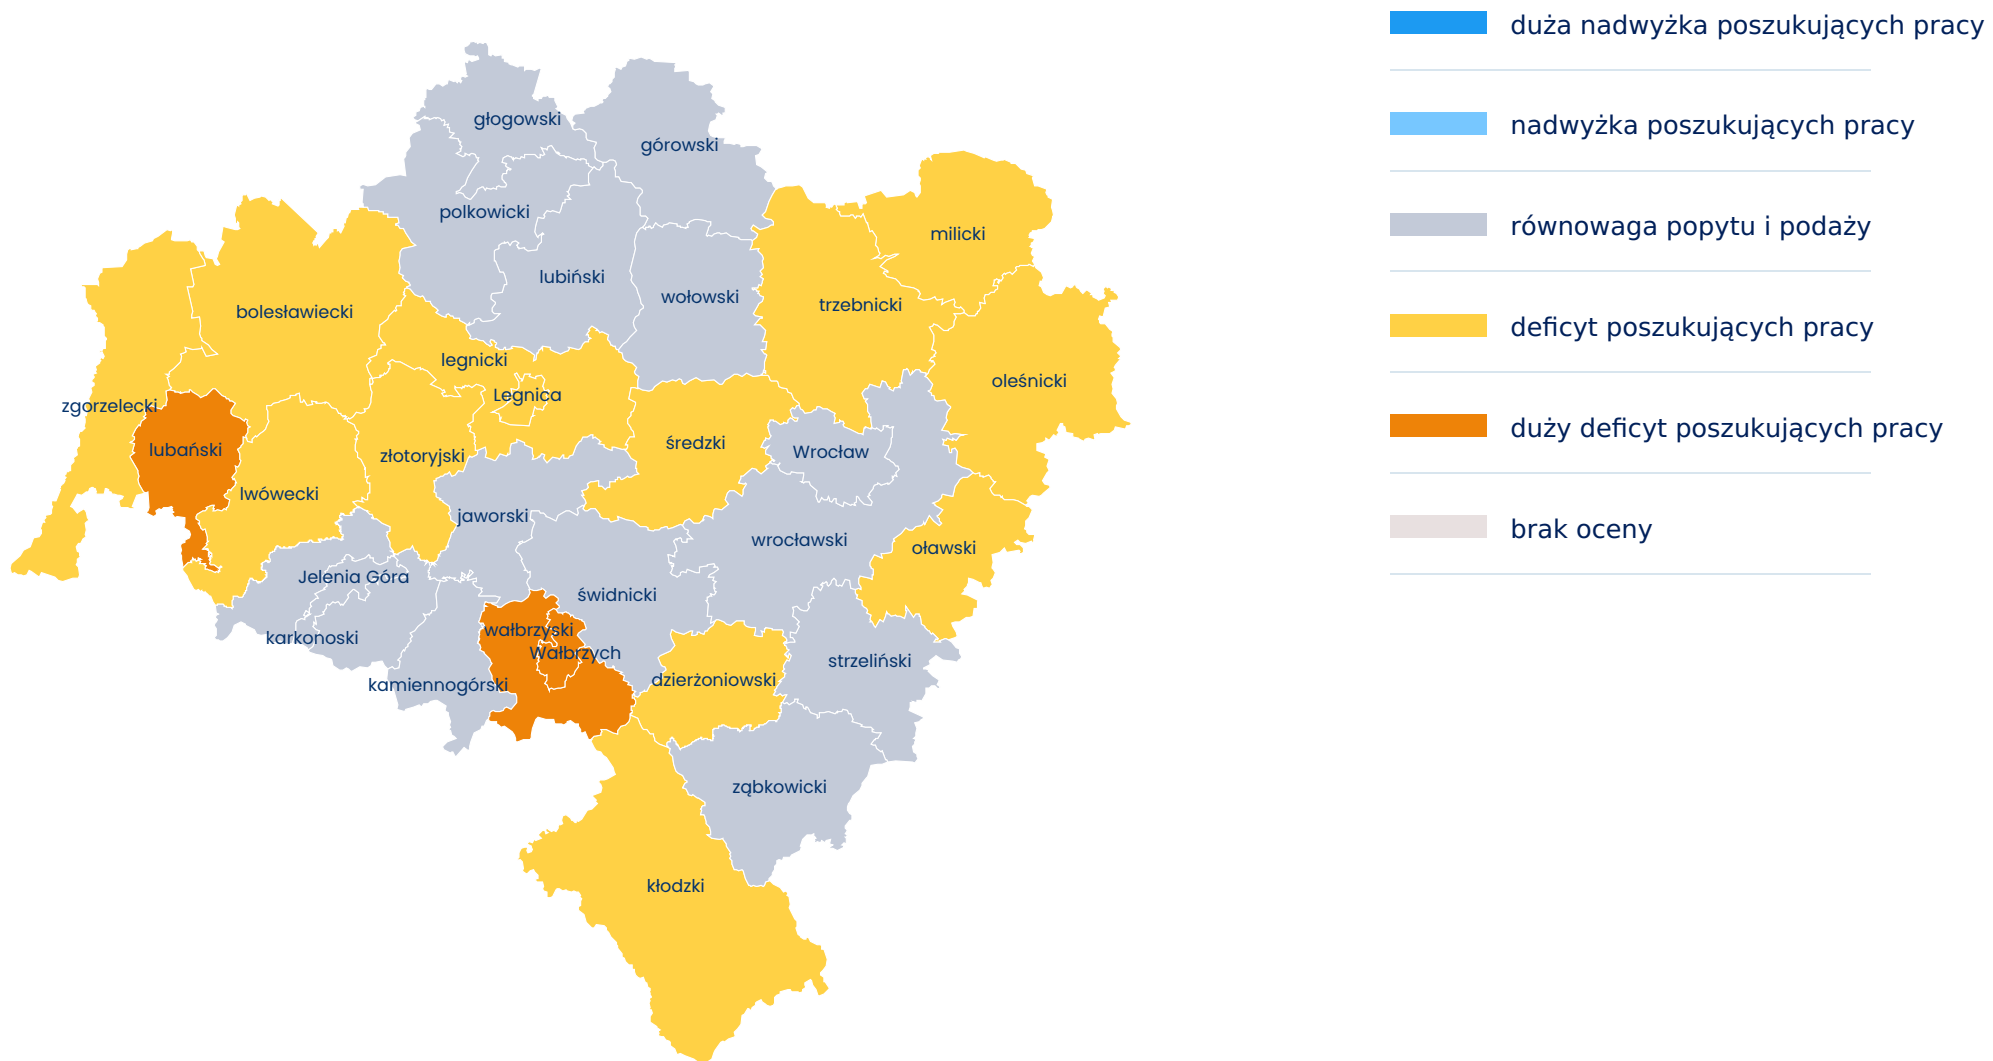 duża nadwyżka poszukujących pracy
nadwyżka poszukujących pracy
równowaga popytu i podaży
deficyt poszukujących pracy
duży deficyt poszukujących pracy
brak oceny
głogowski
górowski
polkowicki
milicki
lubiński
wołowski
trzebnicki
bolesławiecki
legnicki
oleśnicki
Legnica
zgorzelecki
średzki
lubański
Wrocław
złotoryjski
lwówecki
jaworski
wrocławski
oławski
Jelenia Góra
świdnicki
wałbrzyski
karkonoski
Wałbrzych
strzeliński
dzierżoniowski
kamiennogórski
ząbkowicki
kłodzki